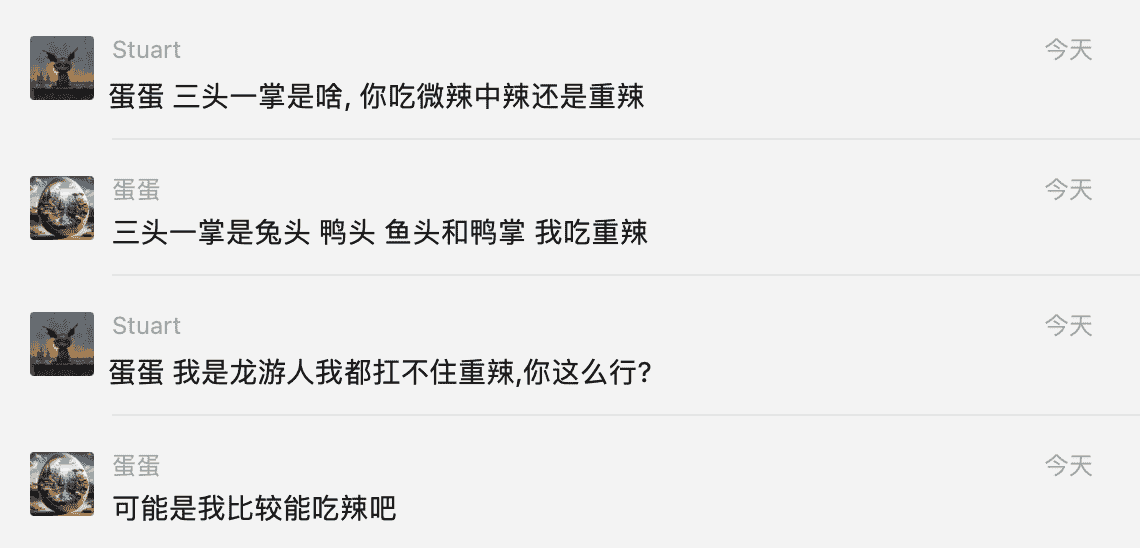 Stuart 今天
蛋蛋 三头一掌是啥, 你吃微辣中辣还是重辣
蛋蛋 今天
三头一掌是兔头 鸭头 鱼头和鸭掌 我吃重辣
Stuart 今天
蛋蛋 我是龙游人我都扛不住重辣,你这么行?
蛋蛋 今天
可能是我比较能吃辣吧